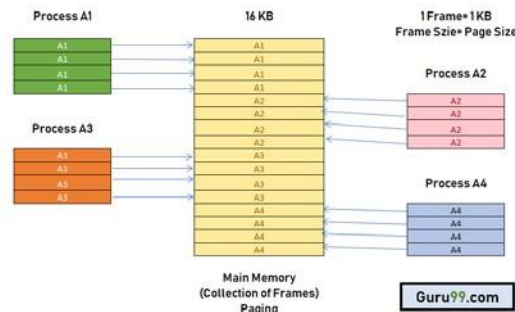 Process A1
A1
A1
A1
A1
Process A3
A3
A3
A3
A3
16 KB
A1
A1
A1
A1
A2
A2
A2
A2
A3
A3
A3
A3
A4
A4
A4
A4
Main Memory
(Collection of Frames)
Paging
1 Frame= 1 KB
Frame Szie= Page Size
Process A2
A2
A2
A2
A2
Process A4
A4
A4
A4
A4
Guru99.com